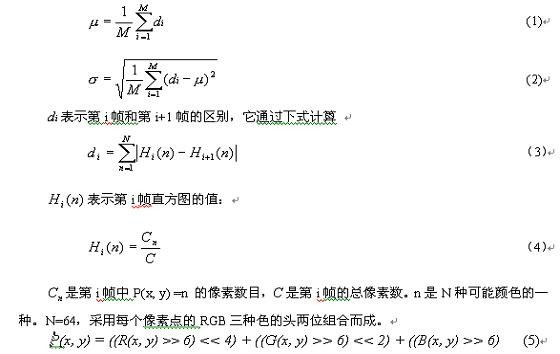 μ = 1/M ∑_{i=1}^{M} di (1)
σ = √(1/M ∑_{i=1}^{M} (di − μ)²) (2)
di 表示第 i 帧和第 i+1 帧的区别，它通过下式计算
d_i = ∑_{n=1}^{N} |H_i(n) − H_{i+1}(n)| （3）
H_i(n) 表示第 i 帧直方图的值：
H_i(n) = C_n/C （4）
C_n 是第 i 帧中 P(x, y) =n 的像素数目，C 是第 i 帧的总像素数。n 是 N 种可能颜色的一
种。N=64，采用每个像素点的 RGB 三种色的头两位组合而成。
P(x, y) = ((R(x, y) >> 6) << 4) + ((G(x, y) >> 6) << 2) + ((B(x, y) >> 6) (5)